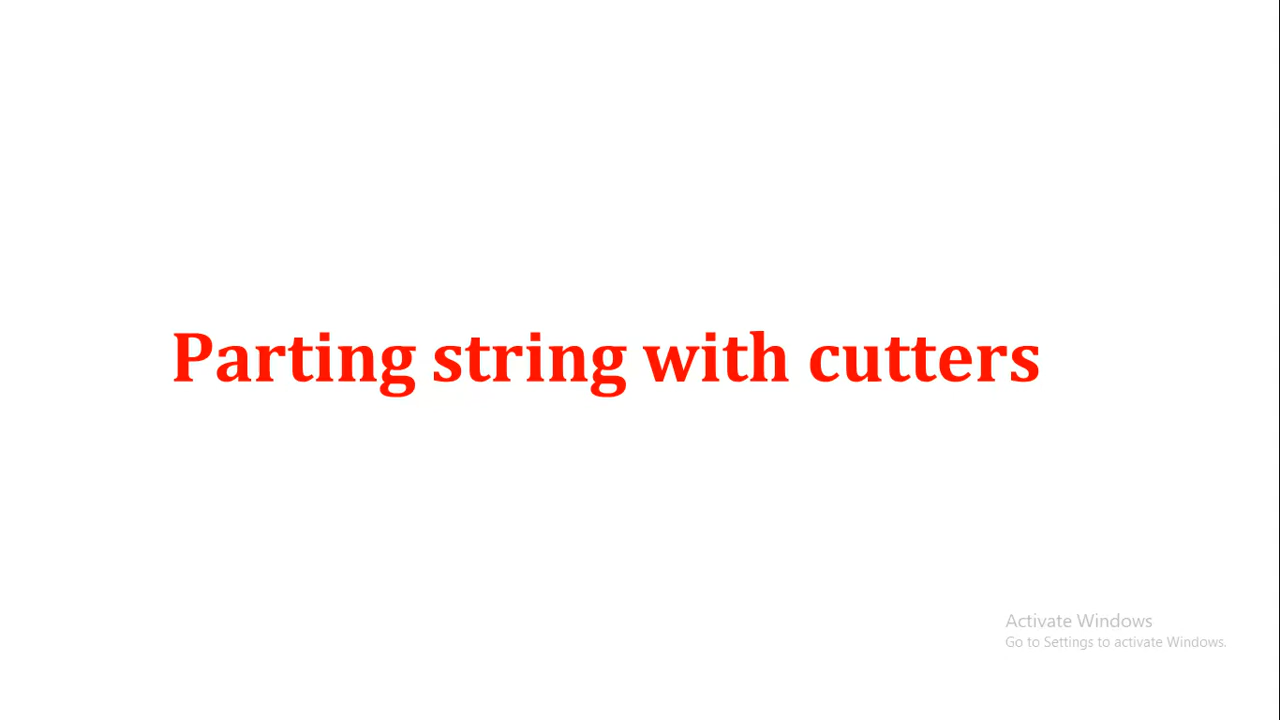 Parting string with cutters
Activate Windows
Go to Settings to activate Windows.